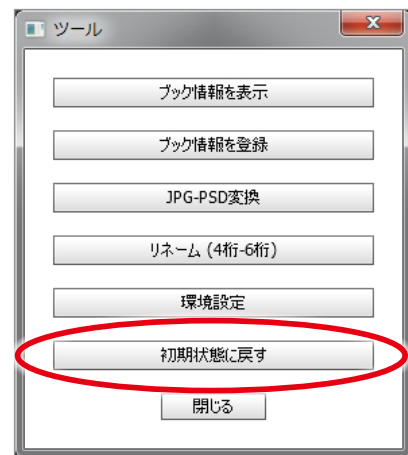 ツール
ブック情報を表示
ブック情報を登録
JPG-PSD変換
リネーム (4桁-6桁)
環境設定
初期状態に戻す
閉じる